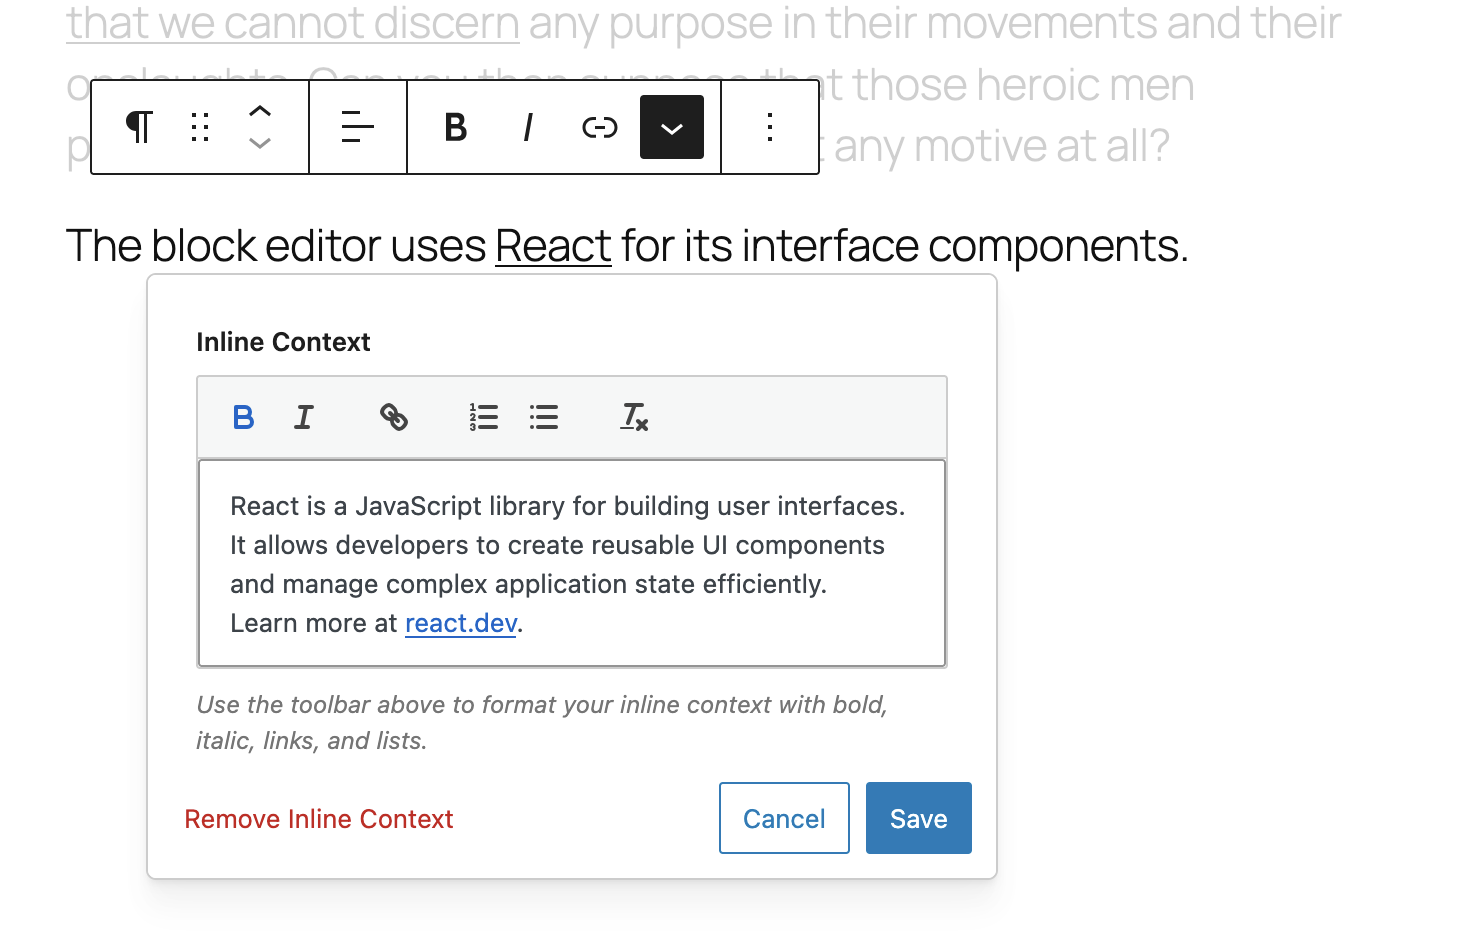 that we cannot discern any purpose in their movements and their
that those heroic men
any motive at all?
B I
The block editor uses React for its interface components.
Inline Context
B I
React is a JavaScript library for building user interfaces.
It allows developers to create reusable UI components
and manage complex application state efficiently.
Learn more at react.dev.
Use the toolbar above to format your inline context with bold,
italic, links, and lists.
Remove Inline Context Cancel Save